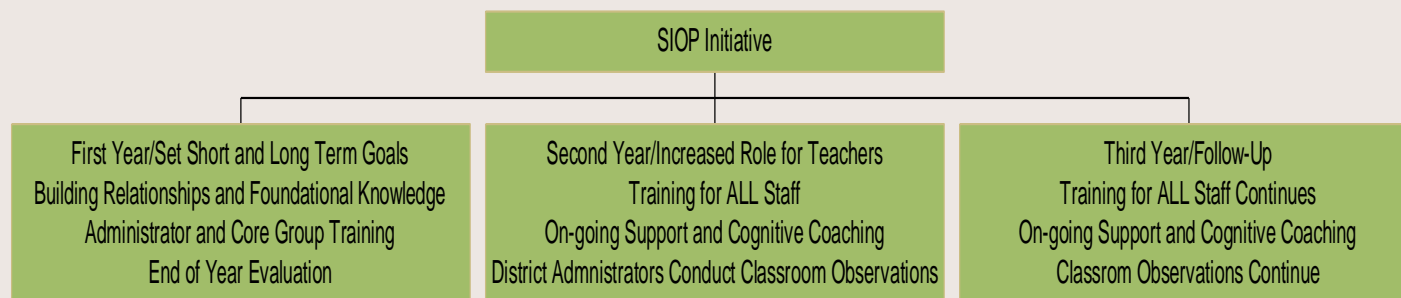 SIOP Initiative
First Year/Set Short and Long Term Goals
Building Relationships and Foundational Knowledge
Administrator and Core Group Training
End of Year Evaluation
Second Year/Increased Role for Teachers
Training for ALL Staff
On-going Support and Cognitive Coaching
District Admnistrators Conduct Classroom Observations
Third Year/Follow-Up
Training for ALL Staff Continues
On-going Support and Cognitive Coaching
Classrom Observations Continue